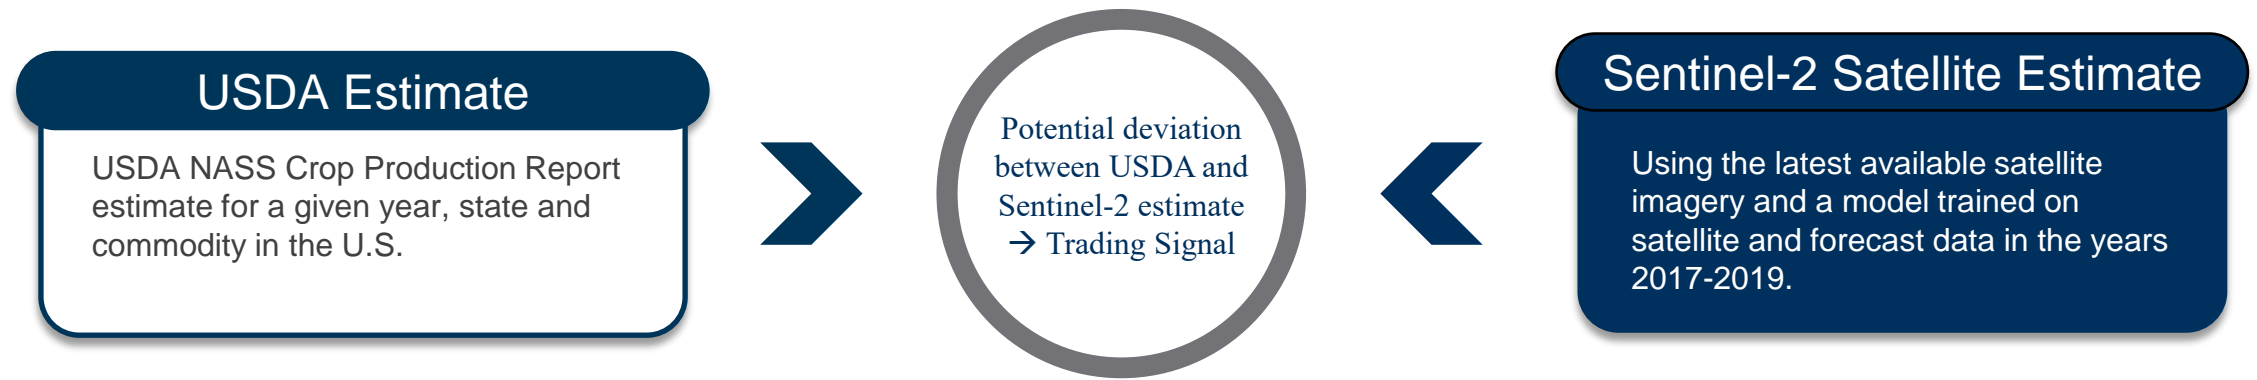 USDA Estimate
USDA NASS Crop Production Report
estimate for a given year, state and
commodity in the U.S.
Potential deviation
between USDA and
Sentinel-2 estimate
→ Trading Signal
Sentinel-2 Satellite Estimate
Using the latest available satellite
imagery and a model trained on
satellite and forecast data in the years
2017-2019.